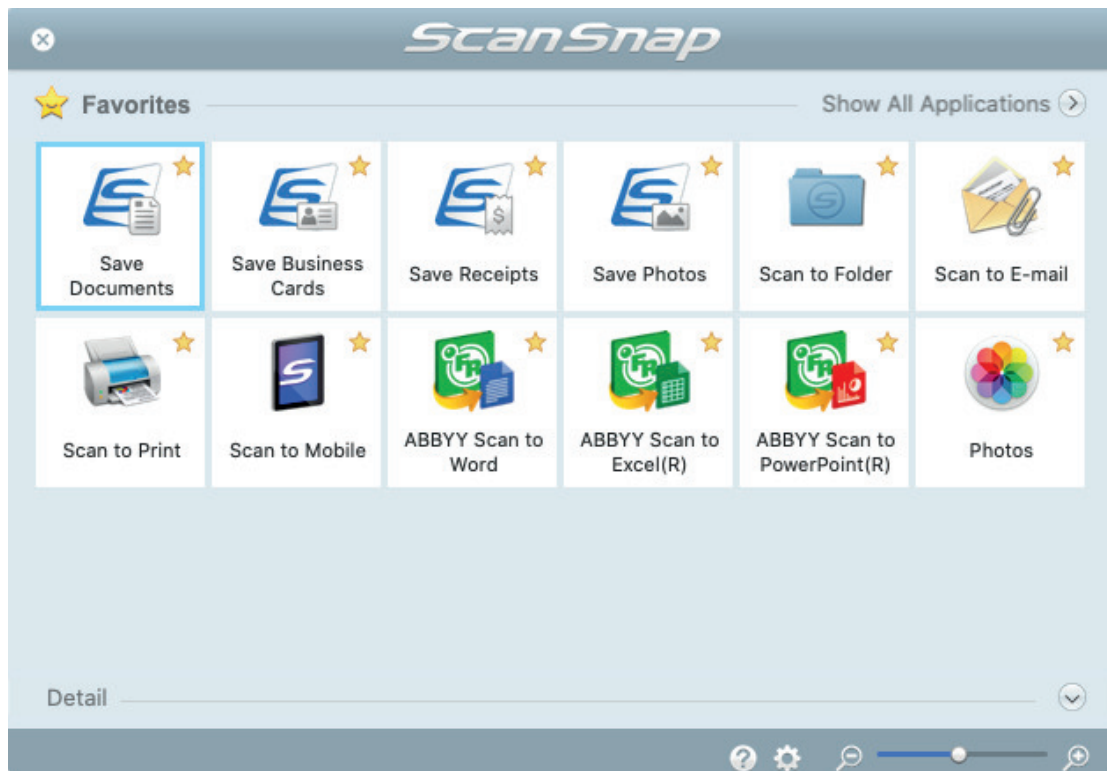 ScanSnap
Favorites
Show All Applications
Save
Documents
Save Business
Cards
Save Receipts
Save Photos
Scan to Folder
Scan to E-mail
Scan to Print
Scan to Mobile
ABBYY Scan to
Word
ABBYY Scan to
Excel(R)
ABBYY Scan to
PowerPoint(R)
Photos
Detail